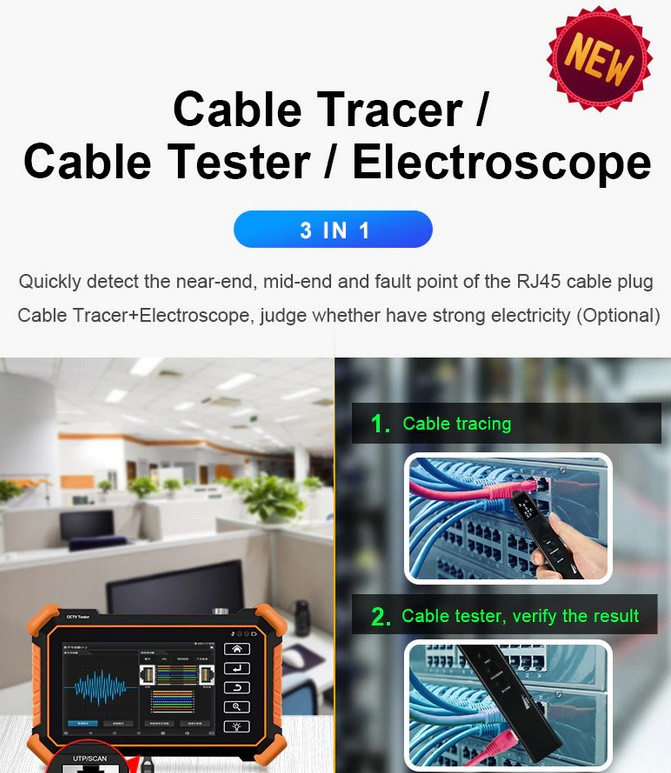 NEW
Cable Tracer /
Cable Tester / Electroscope
3 IN 1
Quickly detect the near-end, mid-end and fault point of the RJ45 cable plug
Cable Tracer+Electroscope, judge whether have strong electricity (Optional)
1. Cable tracing
2. Cable tester, verify the result
CCTV Tester
UTP/SCAN